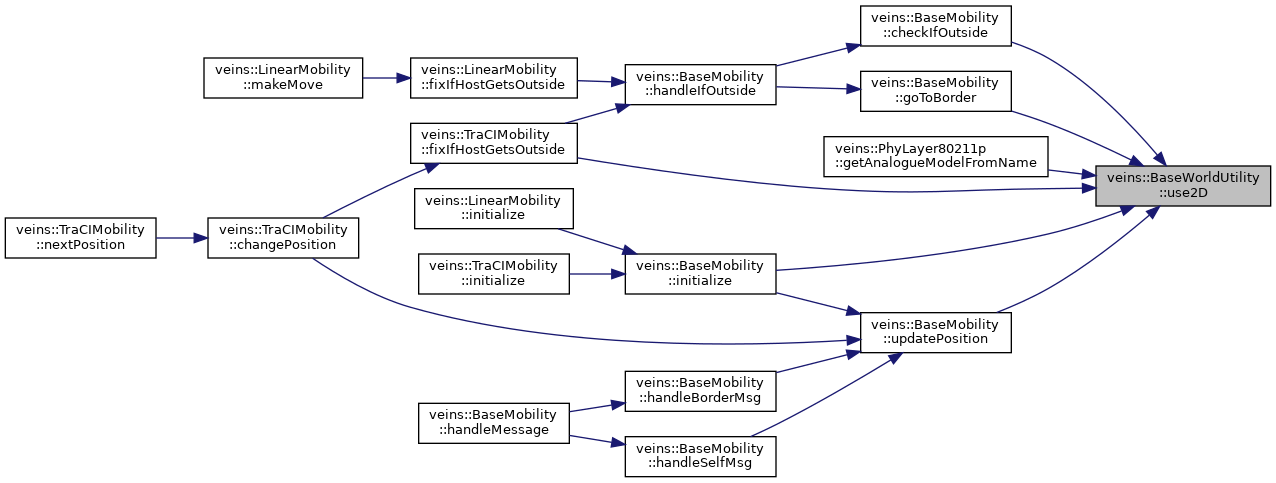 veins::BaseMobility
::checkIfOutside
veins::LinearMobility
::makeMove
veins::LinearMobility
::fixIfHostGetsOutside
veins::BaseMobility
::handleIfOutside
veins::BaseMobility
::goToBorder
veins::TraCIMobility
::fixIfHostGetsOutside
veins::PhyLayer80211p
::getAnalogueModelFromName
veins::BaseWorldUtility
::use2D
veins::LinearMobility
::initialize
veins::TraCIMobility
::nextPosition
veins::TraCIMobility
::changePosition
veins::TraCIMobility
::initialize
veins::BaseMobility
::initialize
veins::BaseMobility
::updatePosition
veins::BaseMobility
::handleBorderMsg
veins::BaseMobility
::handleMessage
veins::BaseMobility
::handleSelfMsg